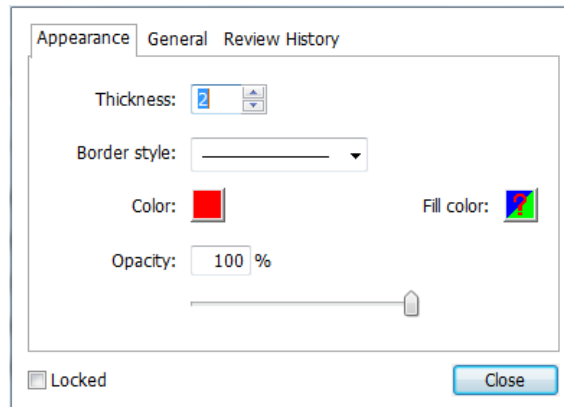 Appearance General Review History
Thickness: 2
Border style:
Color: Fill color: ?
Opacity: 100 %
Locked Close